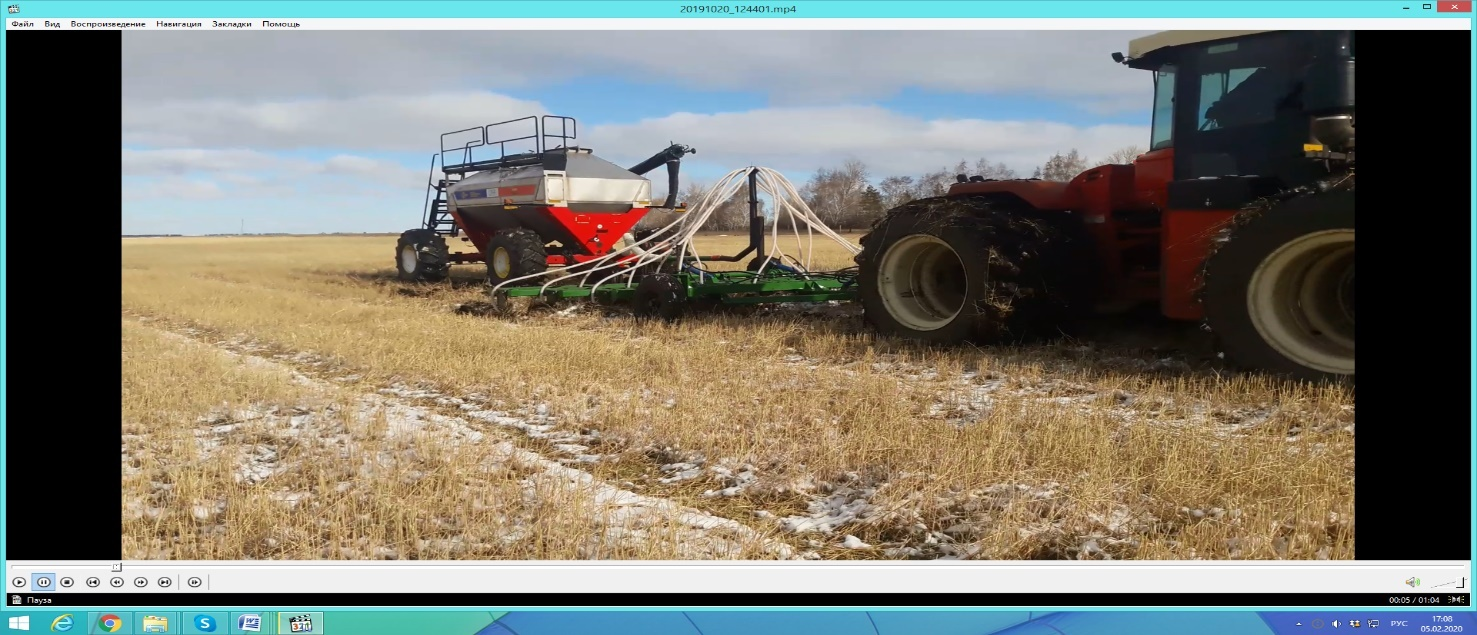 20191020_124401.mp4
Файл Вид Воспроизведение Навигация Закладки Помощь
Пауза
00:05 / 01:04
РУС
17:08
05.02.2020
321